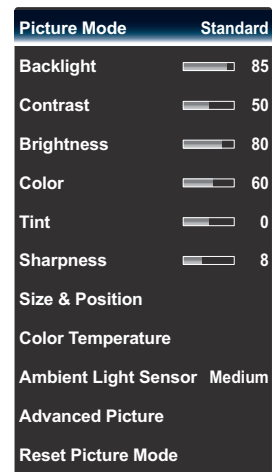 Picture Mode Standard
Backlight 85
Contrast 50
Brightness 80
Color 60
Tint 0
Sharpness 8
Size & Position
Color Temperature
Ambient Light Sensor Medium
Advanced Picture
Reset Picture Mode